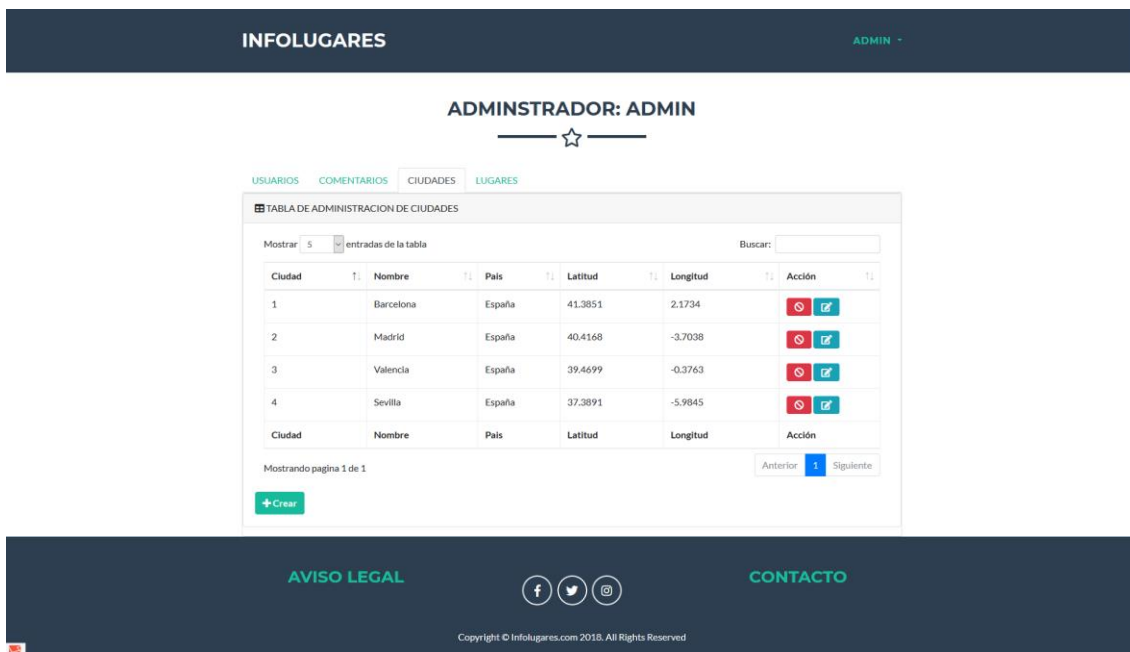 INFOLUGARES ADMIN
ADMINSTRADOR: ADMIN
USUARIOS COMENTARIOS CIUDADES LUGARES
TABLA DE ADMINISTRACION DE CIUDADES
Mostrar 5 entradas de la tabla Buscar:
Ciudad Nombre Pais Latitud Longitud Acción
1 Barcelona España 41.3851 2.1734
2 Madrid España 40.4168 -3.7038
3 Valencia España 39.4699 -0.3763
4 Sevilla España 37.3891 -5.9845
Ciudad Nombre Pais Latitud Longitud Acción
Mostrando pagina 1 de 1 Anterior 1 Siguiente
+Crear
AVISO LEGAL CONTACTO
Copyright © Infolugares.com 2018. All Rights Reserved